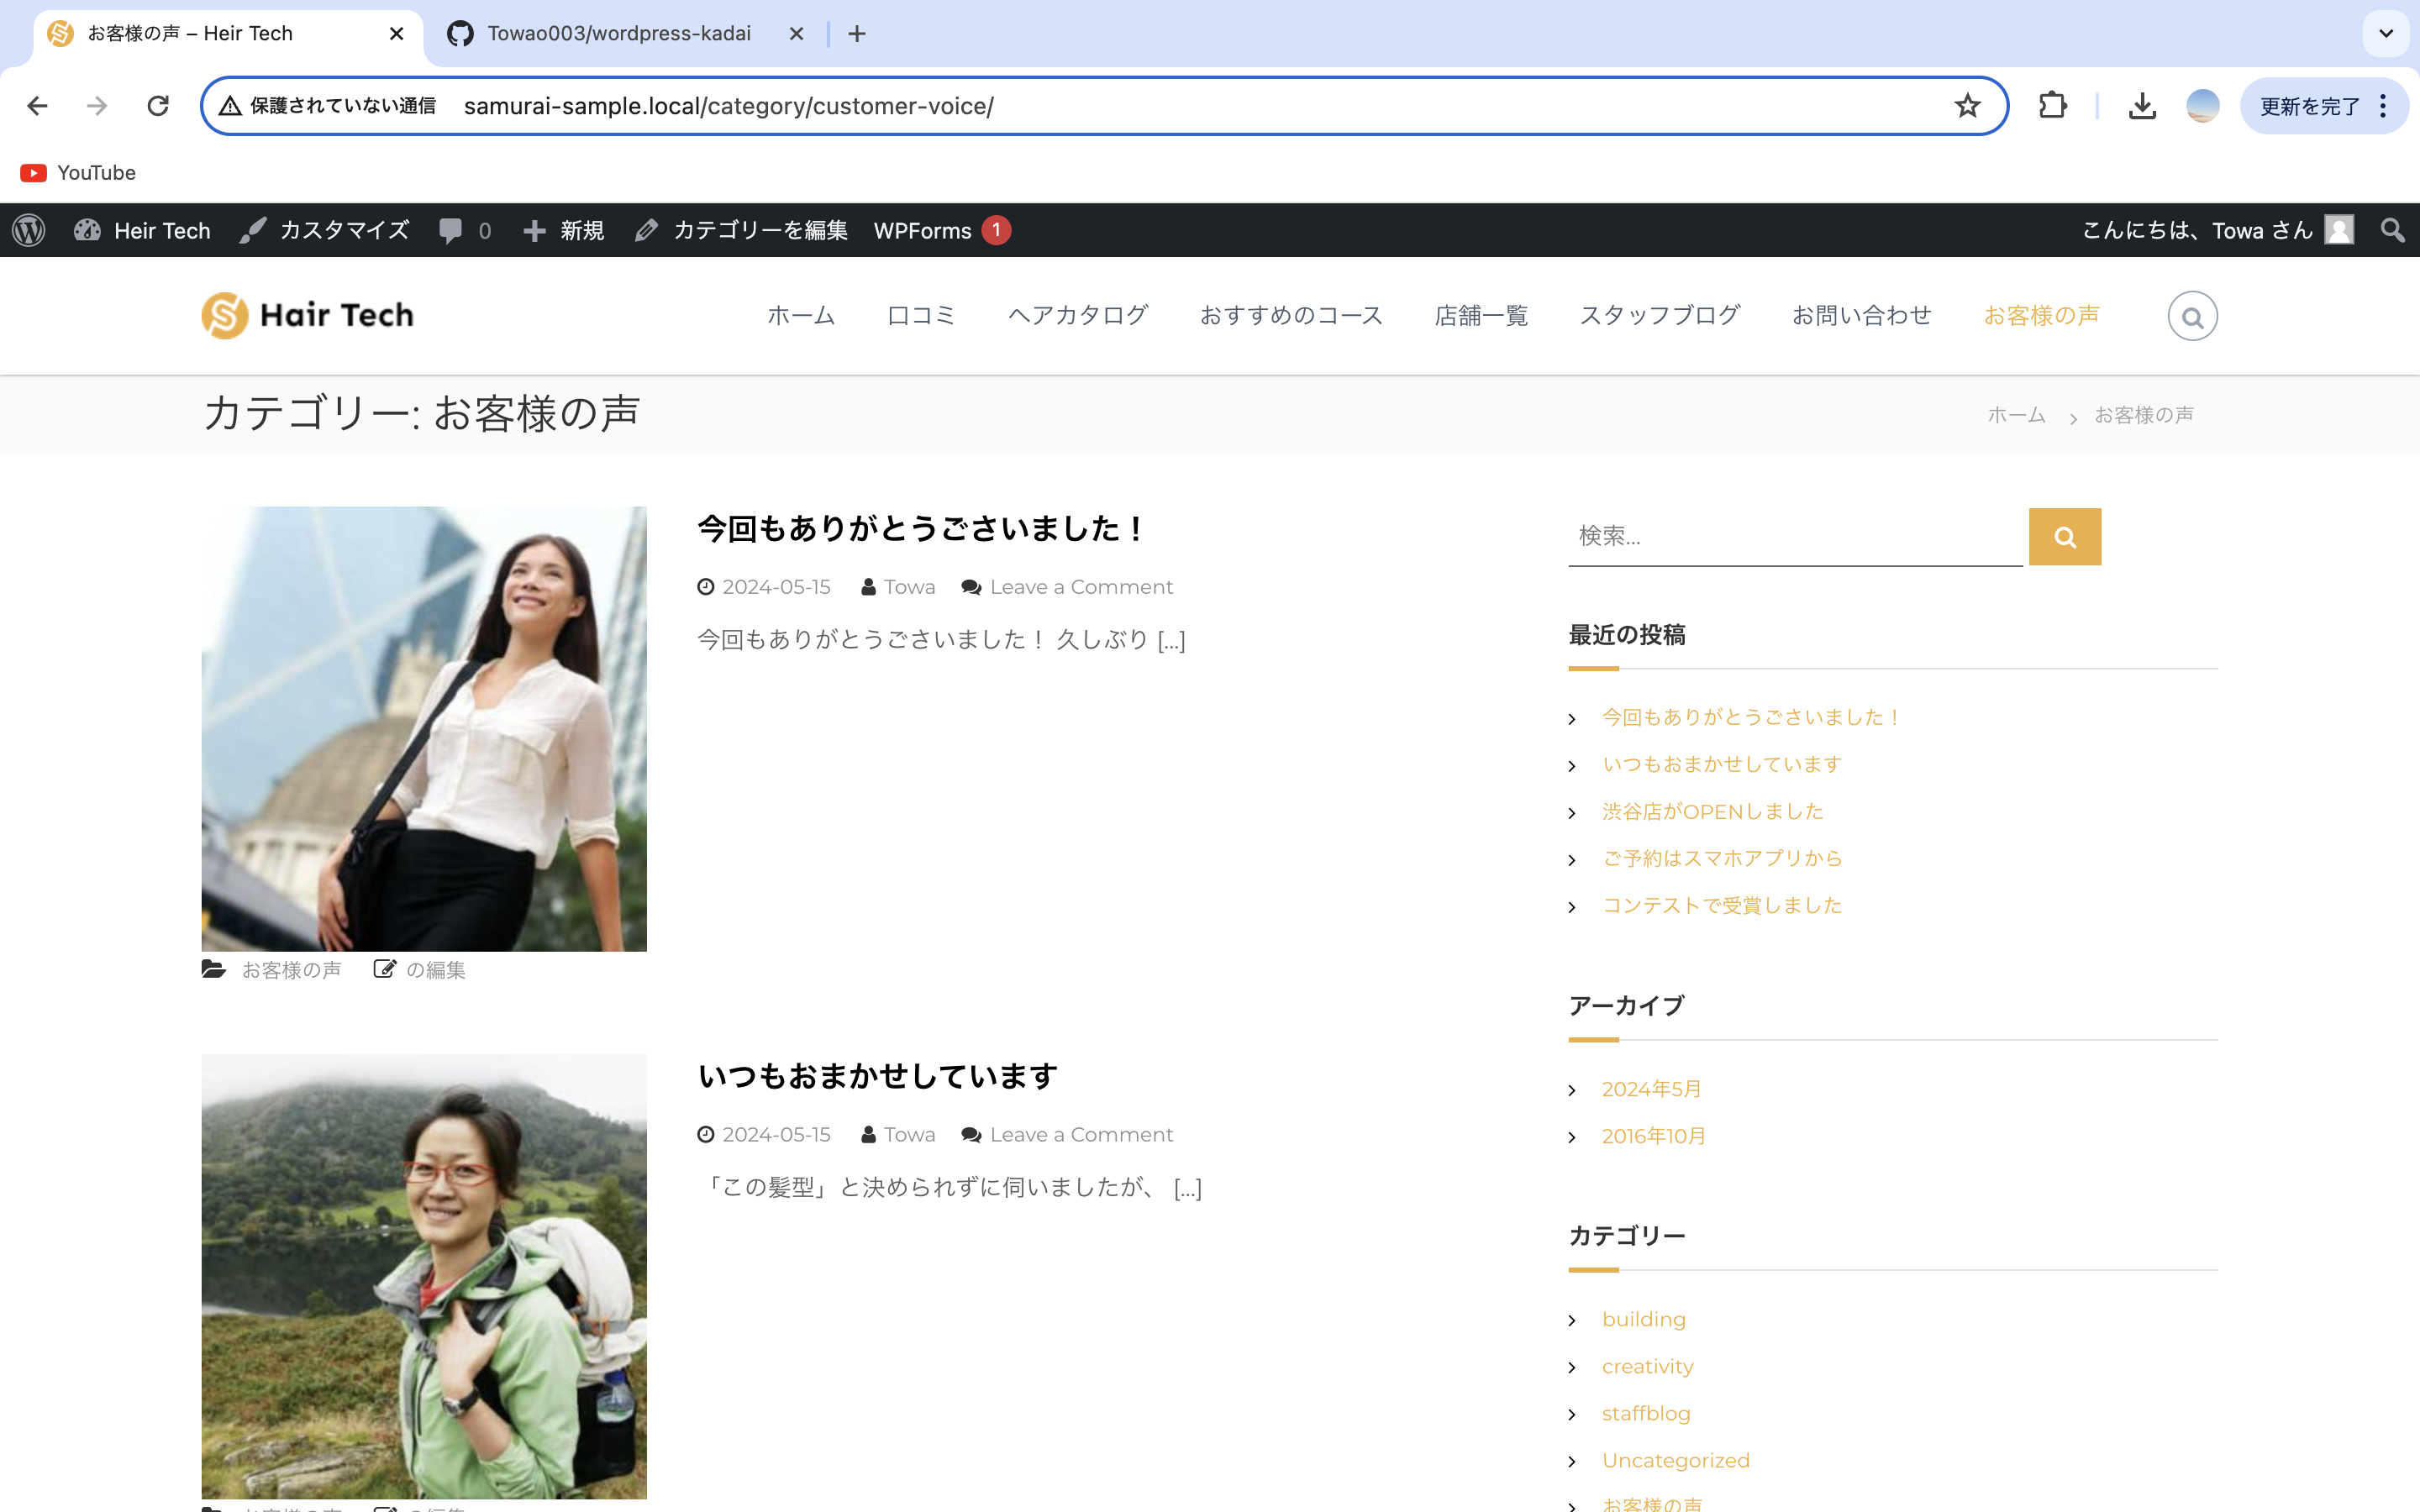 お客様の声 – Heir Tech
Towao003/wordpress-kadai
保護されていない通信 samurai-sample.local/category/customer-voice/
更新を完了
YouTube
Heir Tech カスタマイズ 0 新規 カテゴリーを編集 WPForms 1 こんにちは、Towa さん
Hair Tech ホーム 口コミ ヘアカタログ おすすめのコース 店舗一覧 スタッフブログ お問い合わせ お客様の声
カテゴリー: お客様の声
ホーム お客様の声
今回もありがとうごさいました！
2024-05-15 Towa Leave a Comment
今回もありがとうごさいました！ 久しぶり […]
お客様の声 の編集
いつもおまかせしています
2024-05-15 Towa Leave a Comment
「この髪型」と決められずに伺いましたが、 […]
お客様の声 の編集
検索…
最近の投稿
今回もありがとうごさいました！
いつもおまかせしています
渋谷店がOPENしました
ご予約はスマホアプリから
コンテストで受賞しました
アーカイブ
2024年5月
2016年10月
カテゴリー
building
creativity
staffblog
Uncategorized
お客様の声